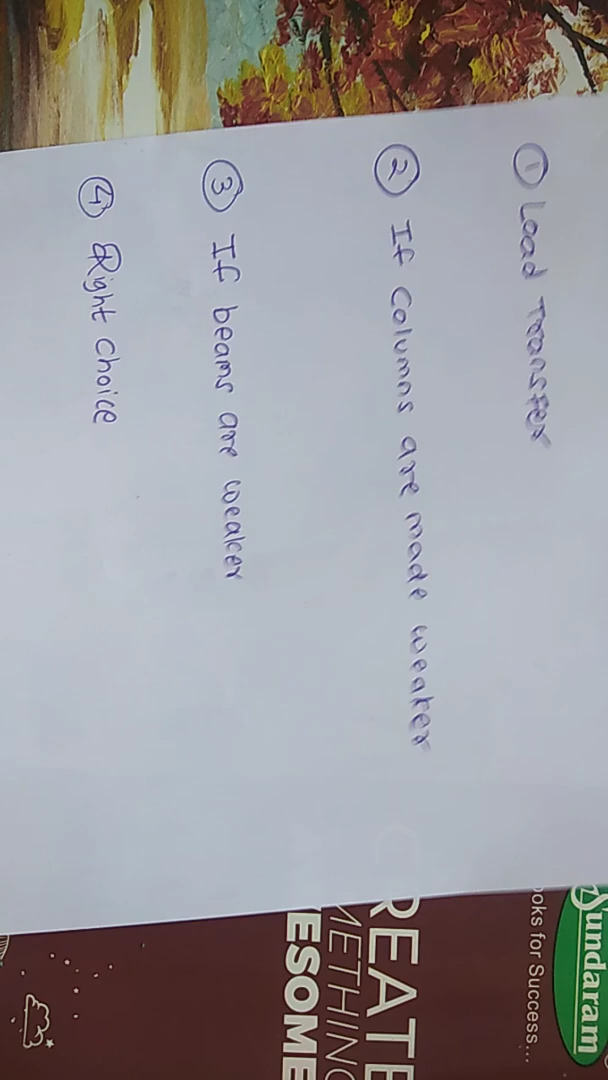 ① Load Transfer
② If Columns are made weaker
③ If beams are weaker
④ Right choice
Sundaram
oks for Success...
REATE
METHING
ESOME